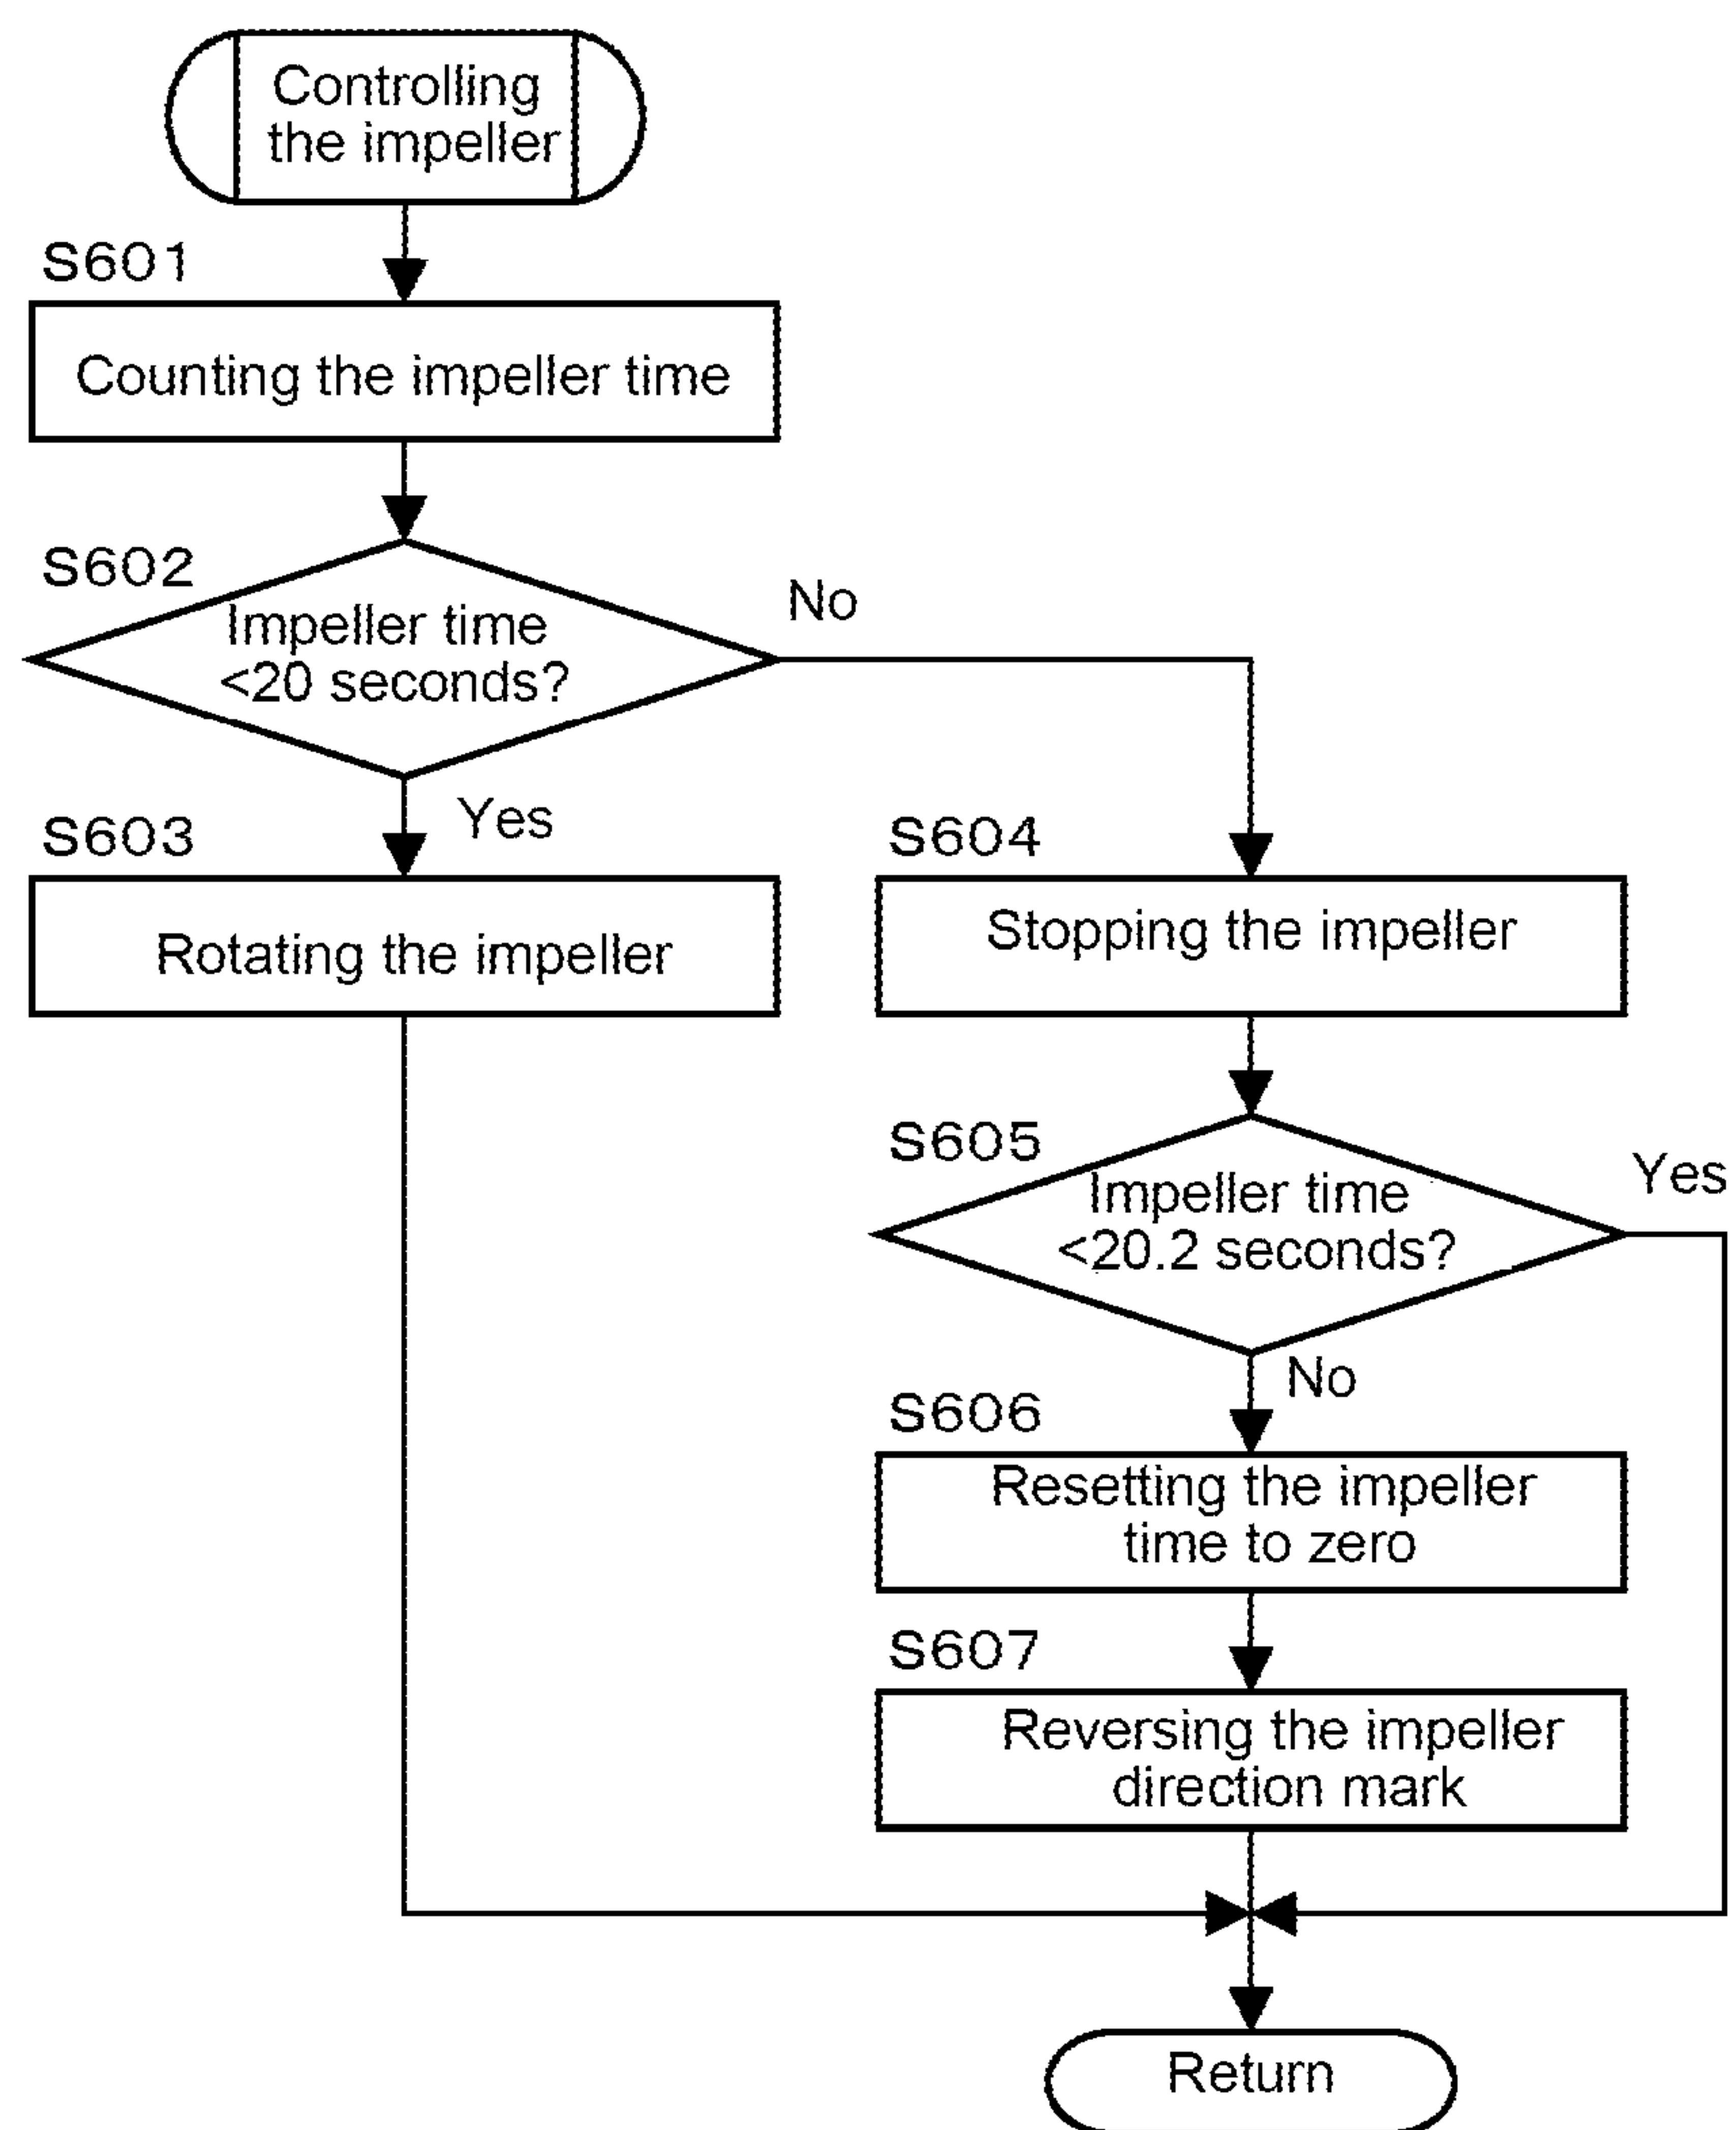 Controlling
the impeller
S601
Counting the impeller time
S602
Impeller time
<20 seconds?
No
Yes
S603
Rotating the impeller
S604
Stopping the impeller
S605
Impeller time
<20.2 seconds?
Yes
No
S606
Resetting the impeller
time to zero
S607
Reversing the impeller
direction mark
Return